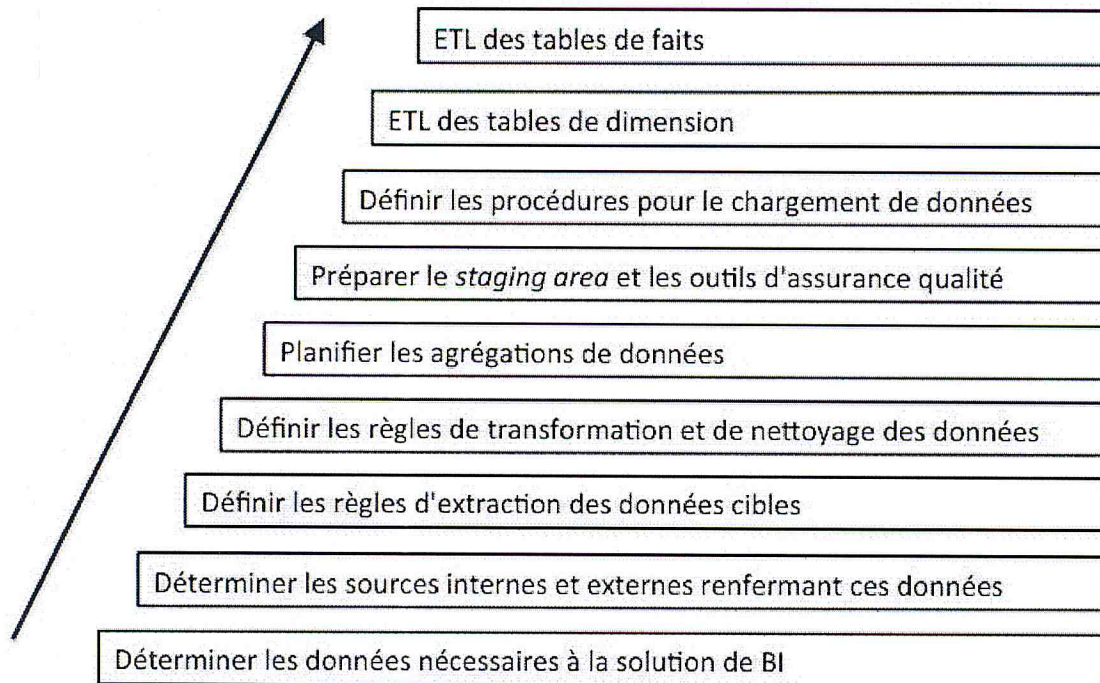 ETL des tables de faits
ETL des tables de dimension
Définir les procédures pour le chargement de données
Préparer le staging area et les outils d'assurance qualité
Planifier les agrégations de données
Définir les règles de transformation et de nettoyage des données
Définir les règles d'extraction des données cibles
Déterminer les sources internes et externes renfermant ces données
Déterminer les données nécessaires à la solution de BI